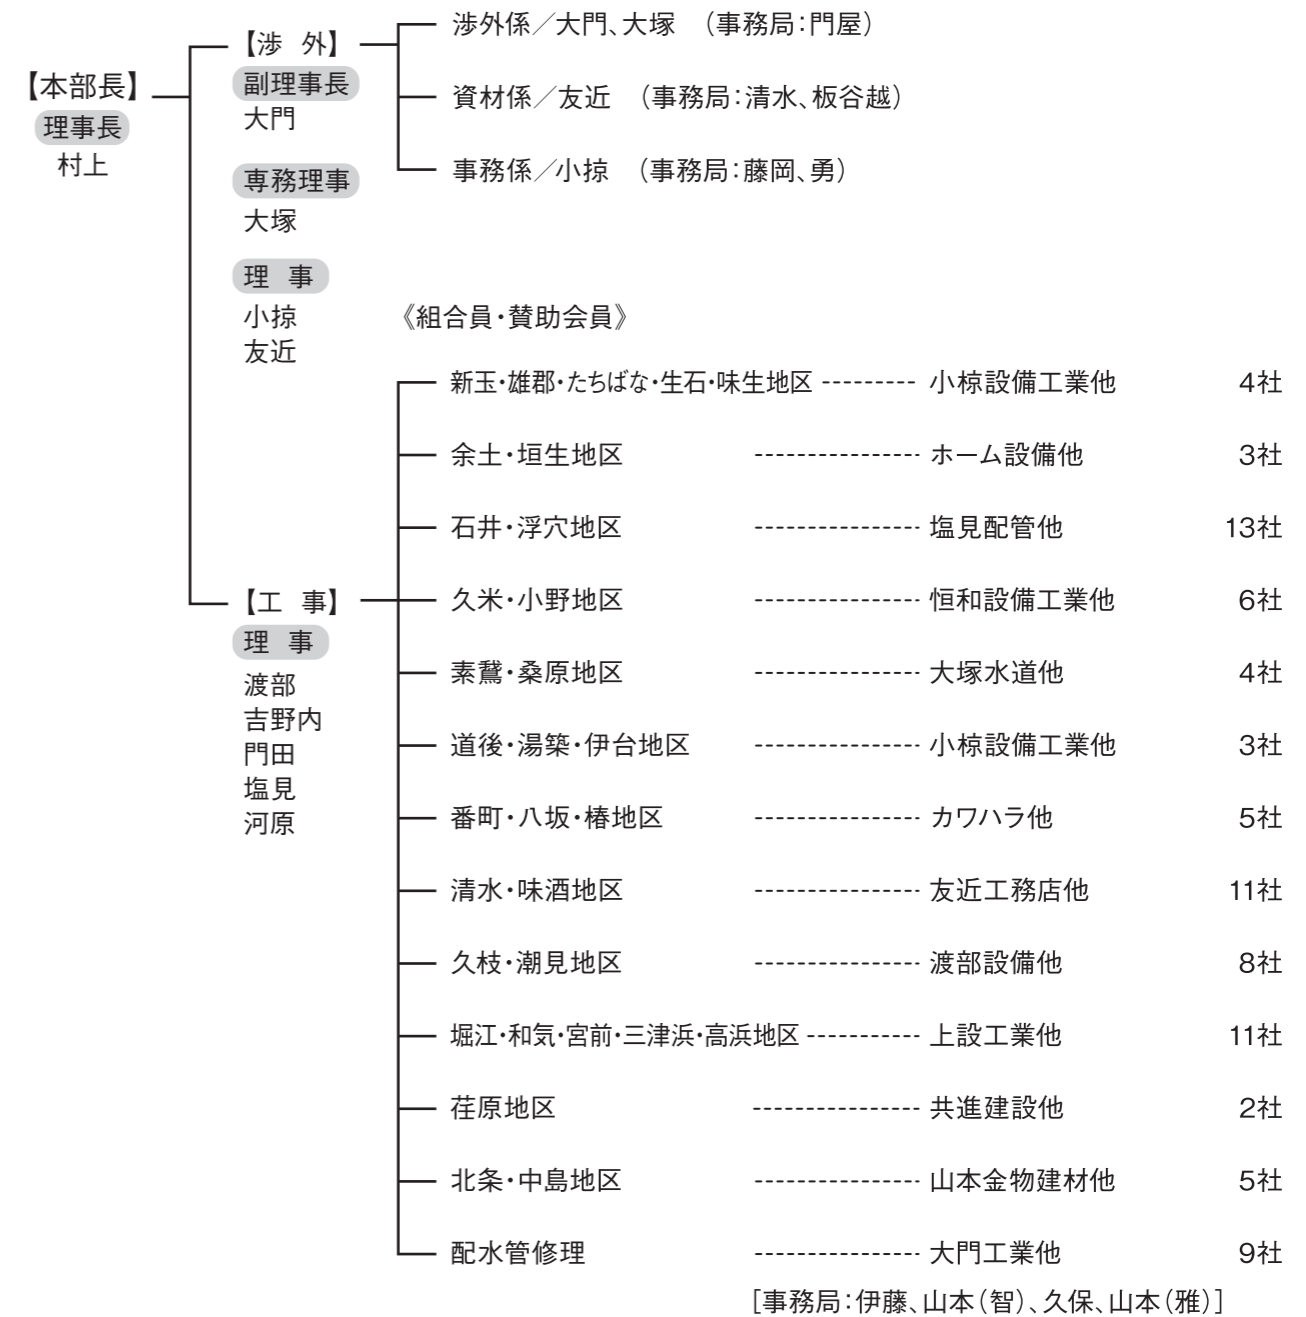 【本部長】
理事長
村上
【渉 外】
副理事長
大門
専務理事
大塚
理 事
小掠
友近
渉外係／大門、大塚 （事務局：門屋）
資材係／友近 （事務局：清水、板谷越）
事務係／小掠 （事務局：藤岡、勇）
【工 事】
理 事
渡部
吉野内
門田
塩見
河原
《組合員・賛助会員》
新玉・雄郡・たちばな・生石・味生地区 --------- 小椋設備工業他 4社
余土・垣生地区 ---------------- ホーム設備他 3社
石井・浮穴地区 ---------------- 塩見配管他 13社
久米・小野地区 ---------------- 恒和設備工業他 6社
素鵞・桑原地区 ---------------- 大塚水道他 4社
道後・湯築・伊台地区 ---------------- 小椋設備工業他 3社
番町・八坂・椿地区 ---------------- カワハラ他 5社
清水・味酒地区 ---------------- 友近工務店他 11社
久枝・潮見地区 ---------------- 渡部設備他 8社
堀江・和気・宮前・三津浜・高浜地区 ----------- 上設工業他 11社
荏原地区 ---------------- 共進建設他 2社
北条・中島地区 ---------------- 山本金物建材他 5社
配水管修理 ---------------- 大門工業他 9社
［事務局：伊藤、山本（智）、久保、山本（雅）］